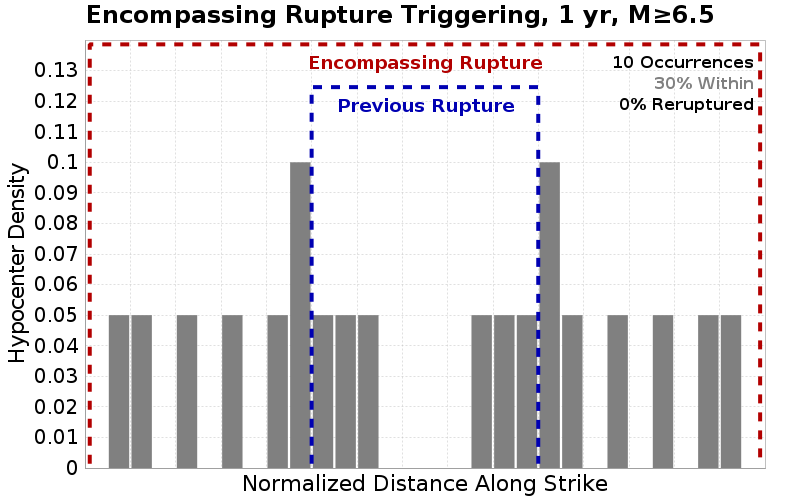 Encompassing Rupture Triggering, 1 yr, M≥6.5
Encompassing Rupture
10 Occurrences
30% Within
0% Reruptured
Previous Rupture
Hypocenter Density
0.13
0.12
0.11
0.1
0.09
0.08
0.07
0.06
0.05
0.04
0.03
0.02
0.01
0
Normalized Distance Along Strike